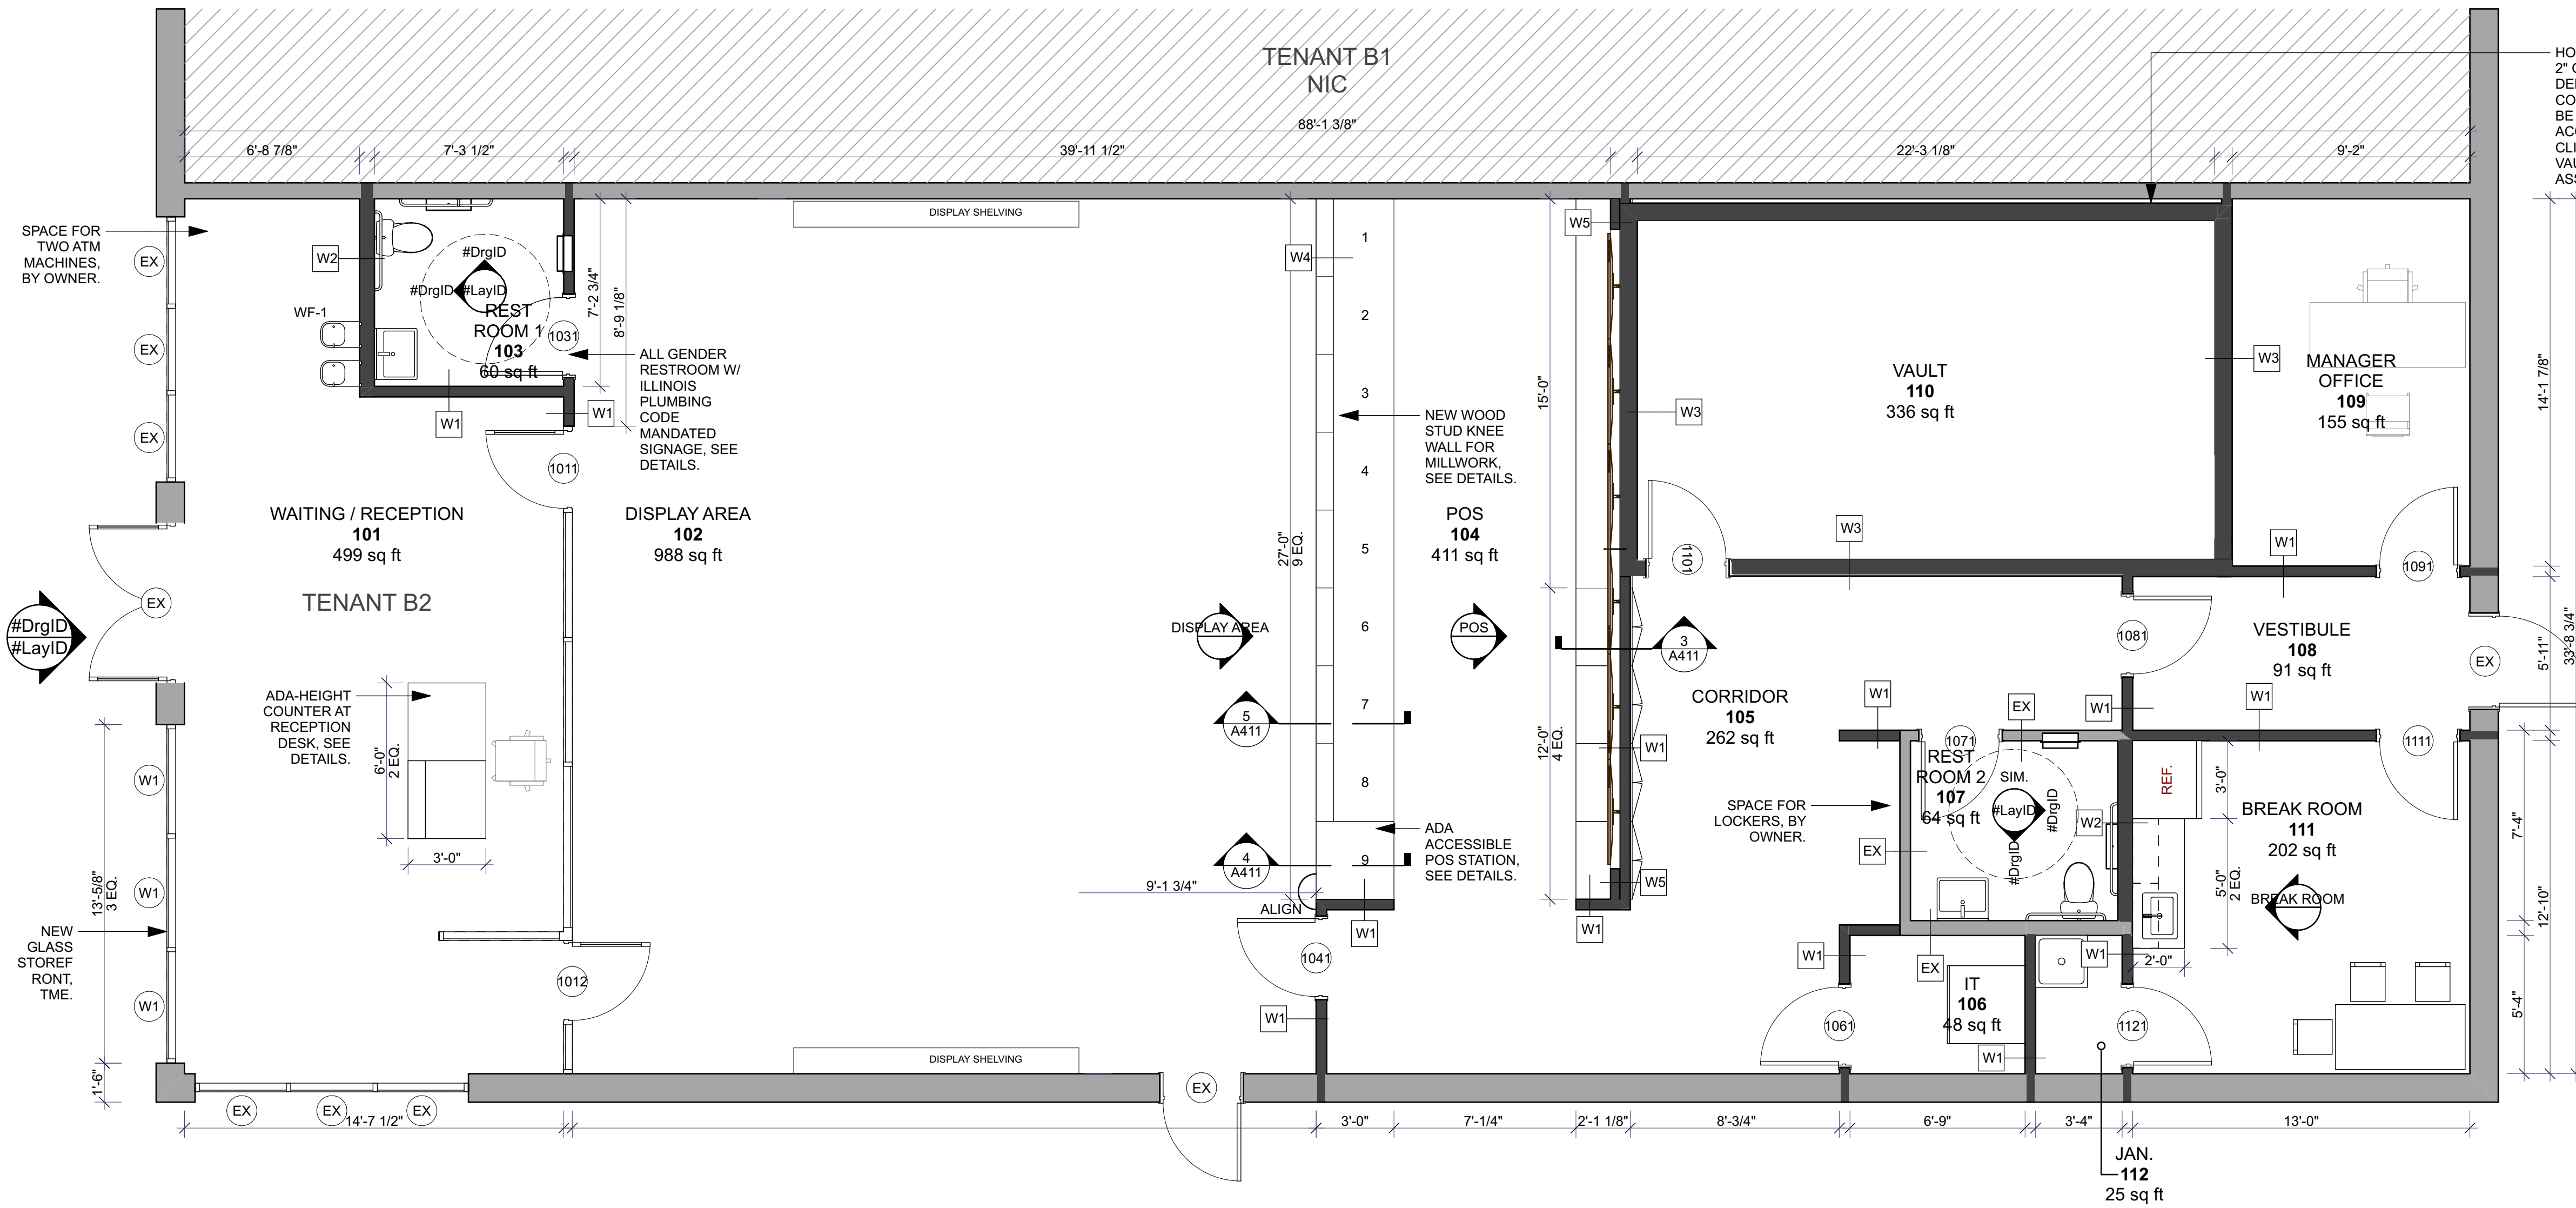 TENANT B1
NIC
88'-1 3/8"
6'-8 7/8"
7'-3 1/2"
39'-11 1/2"
22'-3 1/8"
9'-2"
HO
2" 
DE
CO
BE
AC
CLI
VAU
ASS
SPACE FOR
TWO ATM
MACHINES,
BY OWNER.
EX
EX
EX
W2
WF-1
#DrgID
#DrgID
#LayID
REST
ROOM 1
103
60 sq ft
1031
7'-2 3/4"
8'-9 1/8"
W1
W1
ALL GENDER
RESTROOM W/
ILLINOIS
PLUMBING
CODE
MANDATED
SIGNAGE, SEE
DETAILS.
1011
DISPLAY SHELVING
W4
1
2
3
4
5
6
7
8
9
27'-0"
9 EQ.
NEW WOOD
STUD KNEE
WALL FOR
MILLWORK,
SEE DETAILS.
15'-0"
W5
W3
VAULT
110
336 sq ft
W3
W3
MANAGER
OFFICE
109
155 sq ft
14'-1 7/8"
WAITING / RECEPTION
101
499 sq ft
TENANT B2
EX
#DrgID
#LayID
DISPLAY AREA
102
988 sq ft
POS
104
411 sq ft
DISPLAY AREA
POS
3
A411
5
A411
4
A411
1101
W1
1091
1081
VESTIBULE
108
91 sq ft
EX
5'-11"
33'-8 3/4"
ADA-HEIGHT
COUNTER AT
RECEPTION
DESK, SEE
DETAILS.
6'-0"
2 EQ.
3'-0"
12'-0"
4 EQ.
W1
CORRIDOR
105
262 sq ft
W1
EX
W1
W1
1071
REST
ROOM 2
107
64 sq ft
SIM.
#LayID
#DrgID
#DrgID
W2
REF.
3'-0"
5'-0"
2 EQ.
1111
BREAK ROOM
111
202 sq ft
BREAK ROOM
7'-4"
12'-10"
5'-4"
SPACE FOR
LOCKERS, BY
OWNER.
EX
ADA
ACCESSIBLE
POS STATION,
SEE DETAILS.
W5
9'-1 3/4"
ALIGN
W1
W1
1041
W1
W1
W1
W1
13'-5/8"
3 EQ.
1'-6"
NEW
GLASS
STOREF
RONT,
TME.
1012
W1
EX
W1
2'-0"
IT
106
48 sq ft
1061
W1
1121
DISPLAY SHELVING
EX
EX
EX
EX
14'-7 1/2"
3'-0"
7'-1/4"
2'-1 1/8"
8'-3/4"
6'-9"
3'-4"
13'-0"
JAN.
112
25 sq ft